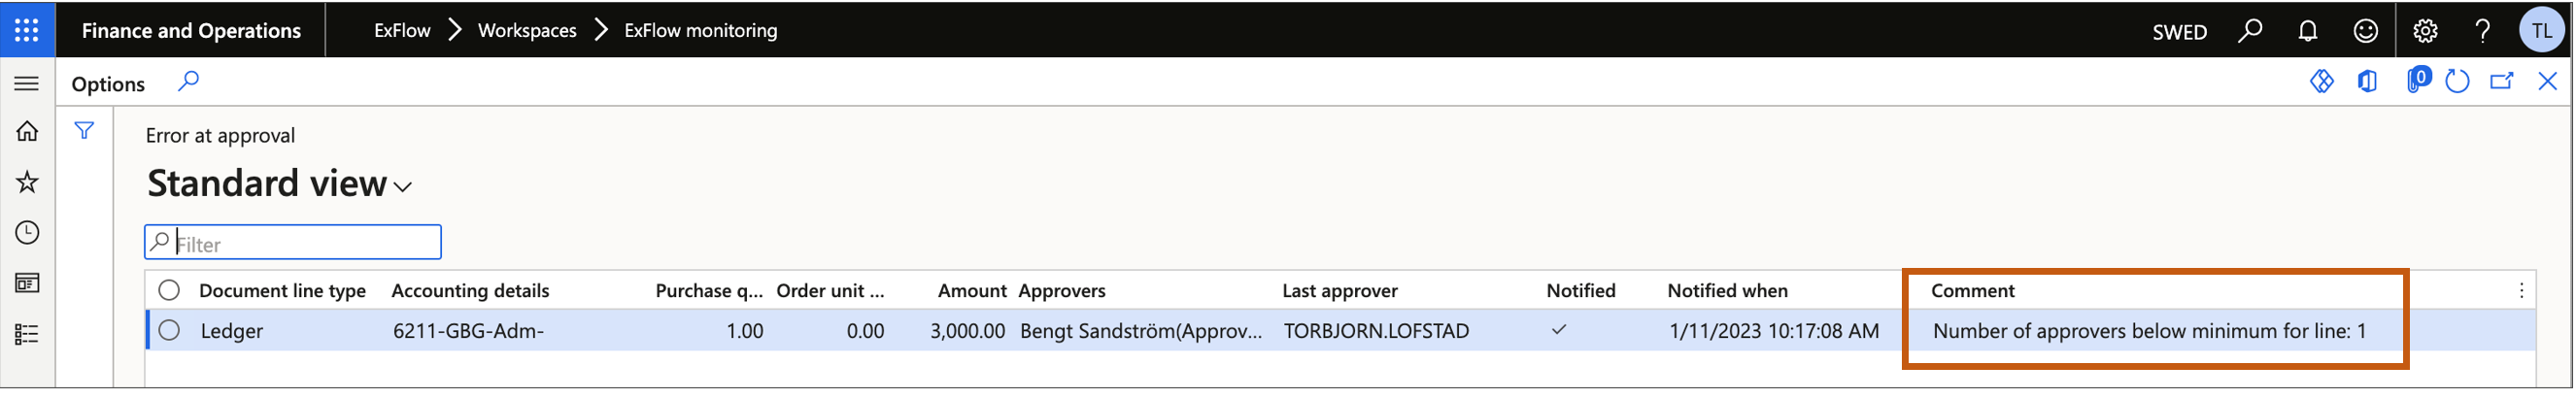 Finance and Operations ExFlow Workspaces ExFlow monitoring SWED ? TL
Options 0
Error at approval
Standard view
Filter
Document line type Accounting details Purchase q... Order unit ... Amount Approvers Last approver Notified Notified when Comment
Ledger 6211-GBG-Adm- 1.00 0.00 3,000.00 Bengt Sandström(Approv... TORBJORN.LOFSTAD 1/11/2023 10:17:08 AM Number of approvers below minimum for line: 1